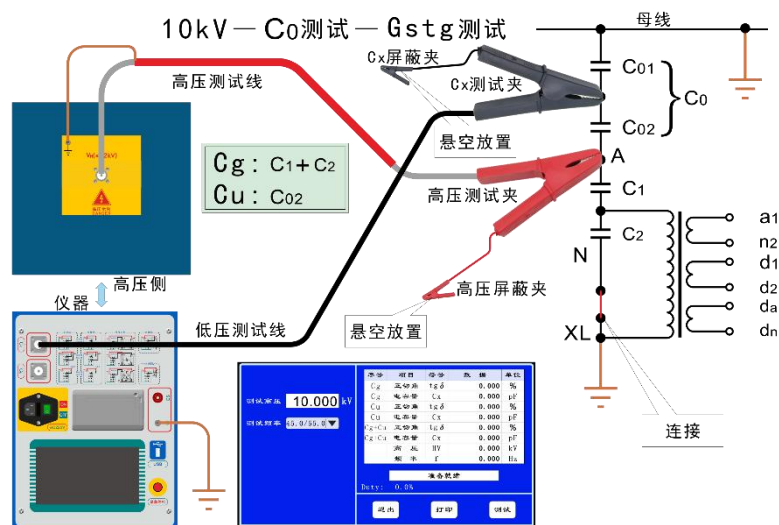 10kV－C0测试－Gstg测试
母线
Cx屏蔽夹
Cx测试夹
高压测试线
悬空放置
C01
C02
C0
A
Cg: C1+C2
Cu: C02
高压测试夹
C1
C2
N
XL
a1
n2
d1
d2
da
dn
高压侧
仪器
低压测试线
高压屏蔽夹
悬空放置
连接
测试高压 10.000 kV
测试频率 45.0/55.0
序号 项目 符号 数据 单位
Cg 正切角 tgδ 0.000 %
Cg 电容量 Cx 0.000 pF
Cu 正切角 tgδ 0.000 %
Cu 电容量 Cx 0.000 pF
Cg+Cu 正切角 tgδ 0.000 %
Cg+Cu 电容量 Cx 0.000 pF
高压 HV 0.000 kV
频率 f 0.000 Hz
准备就绪
Duty: 0.0%
退出
打印
测试